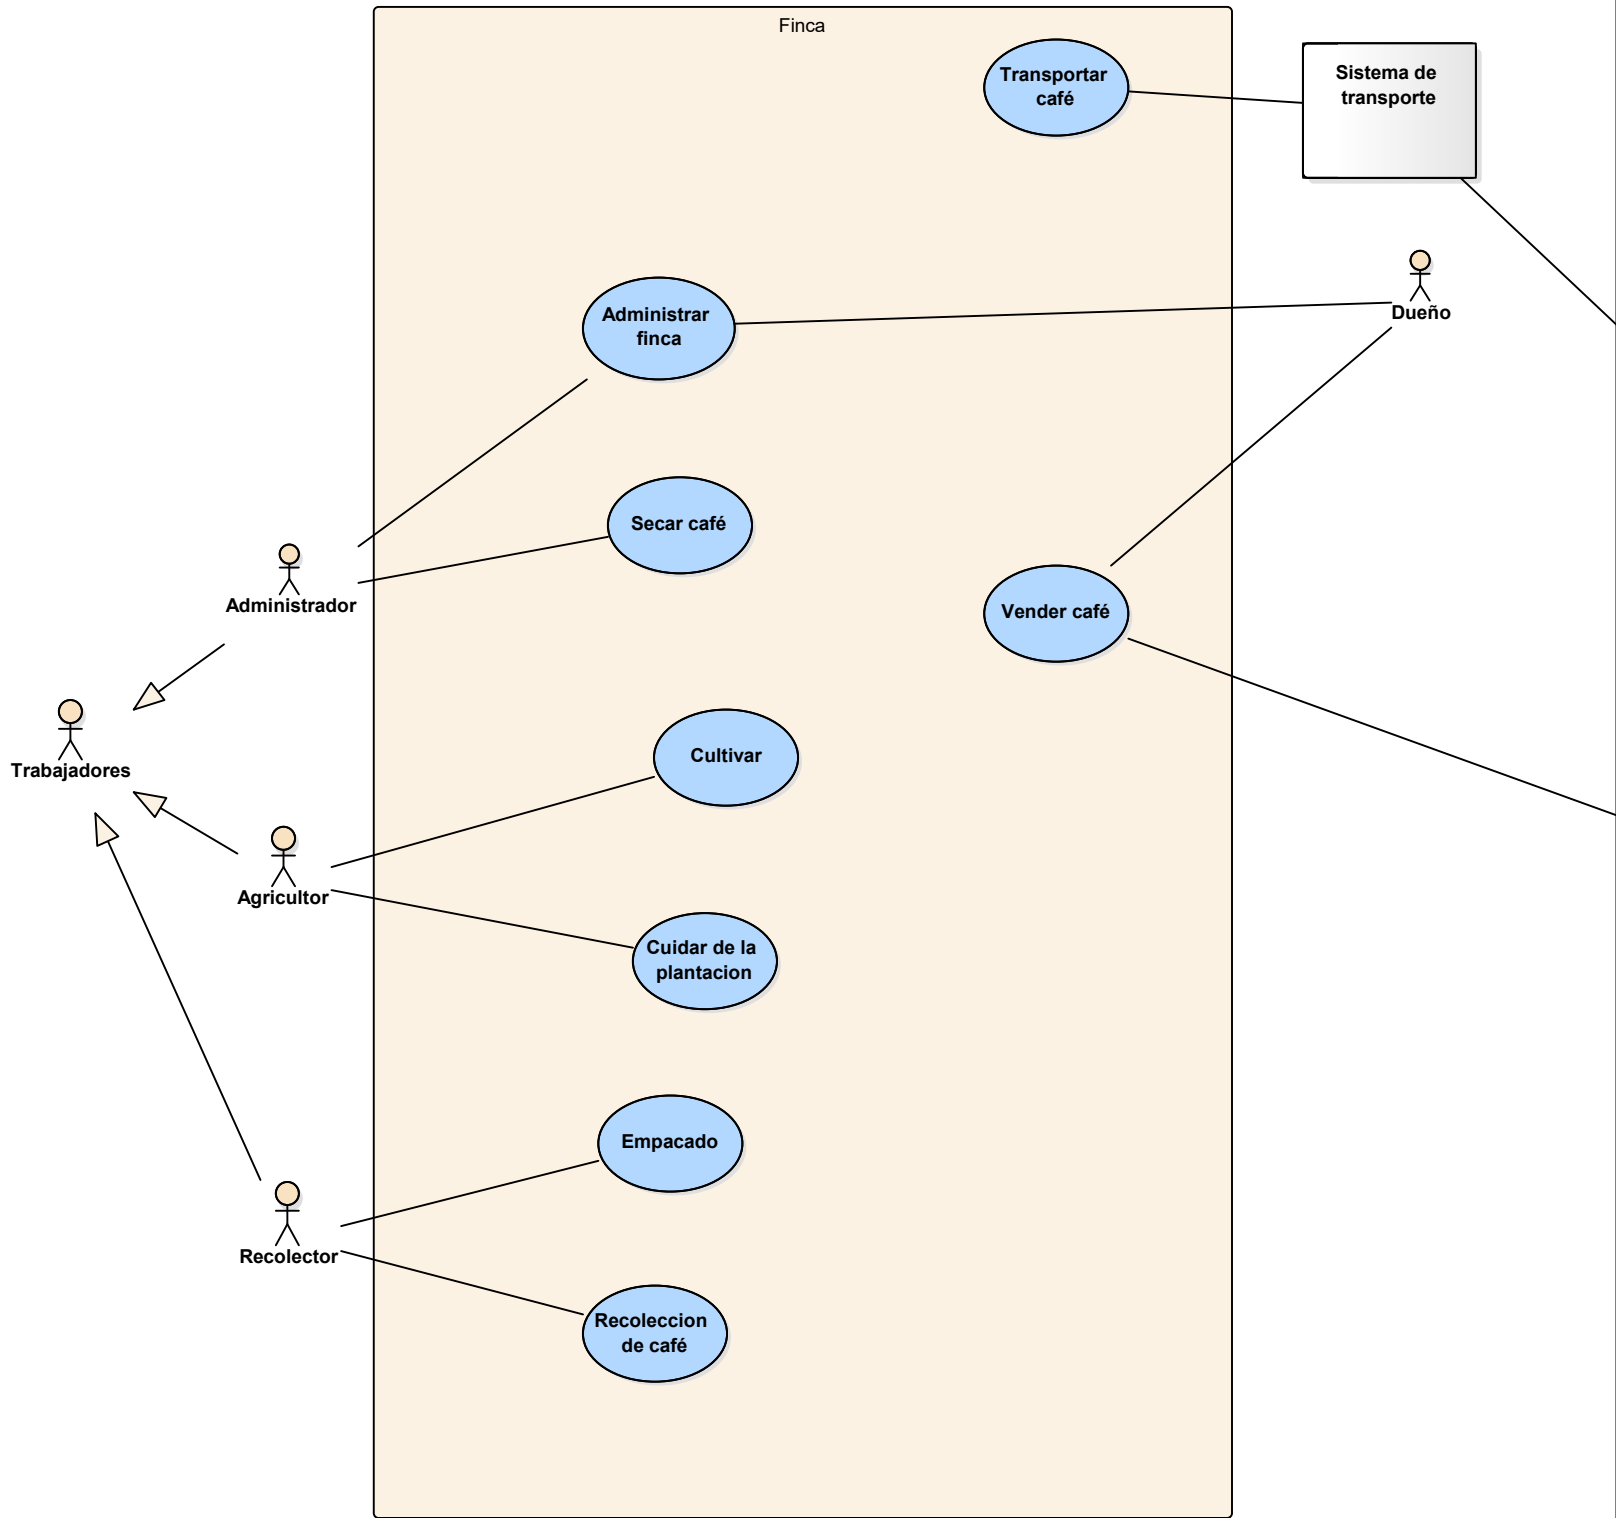 Finca
Transportar
café
Sistema de
transporte
Administrar
finca
Dueño
Secar café
Administrador
Vender café
Trabajadores
Cultivar
Agricultor
Cuidar de la
plantacion
Empacado
Recolector
Recoleccion
de café